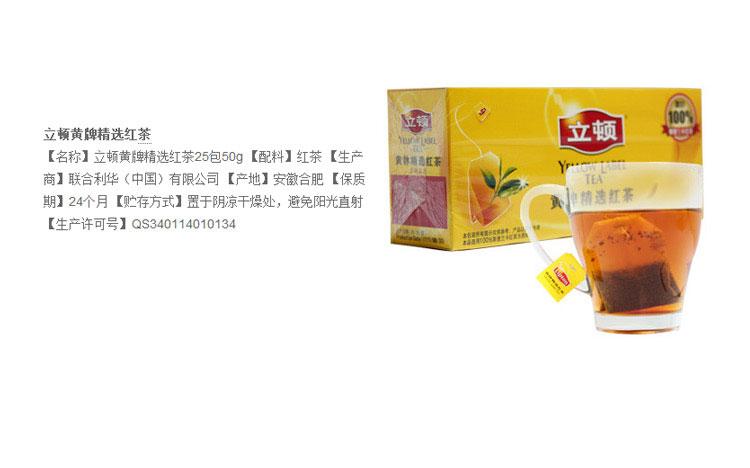 立顿黄牌精选红茶
【名称】立顿黄牌精选红茶25包50g 【配料】红茶 【生产
商】联合利华（中国）有限公司 【产地】安徽合肥 【保质
期】24个月 【贮存方式】置于阴凉干燥处，避免阳光直射
【生产许可号】QS340114010134
立顿
YELLOW LABEL
TEA
黄牌精选红茶
立顿
YELLOW LABEL
TEA
黄牌精选红茶
100%
Lipton